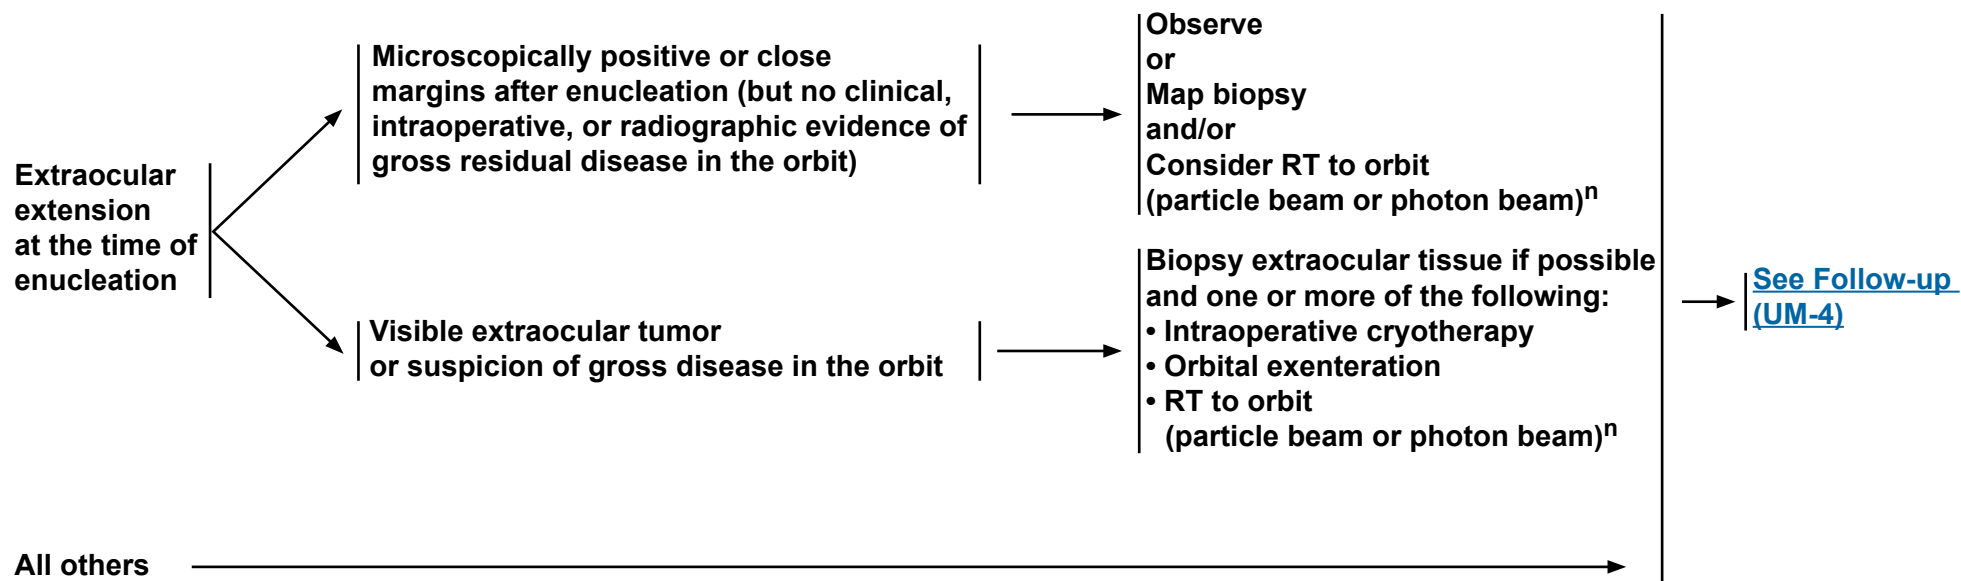 Extraocular
extension
at the time of
enucleation
Microscopically positive or close
margins after enucleation (but no clinical,
intraoperative, or radiographic evidence of
gross residual disease in the orbit)
Observe
or
Map biopsy
and/or
Consider RT to orbit
(particle beam or photon beam)n
Visible extraocular tumor
or suspicion of gross disease in the orbit
Biopsy extraocular tissue if possible
and one or more of the following:
• Intraoperative cryotherapy
• Orbital exenteration
• RT to orbit
(particle beam or photon beam)n
See Follow-up
(UM-4)
All others